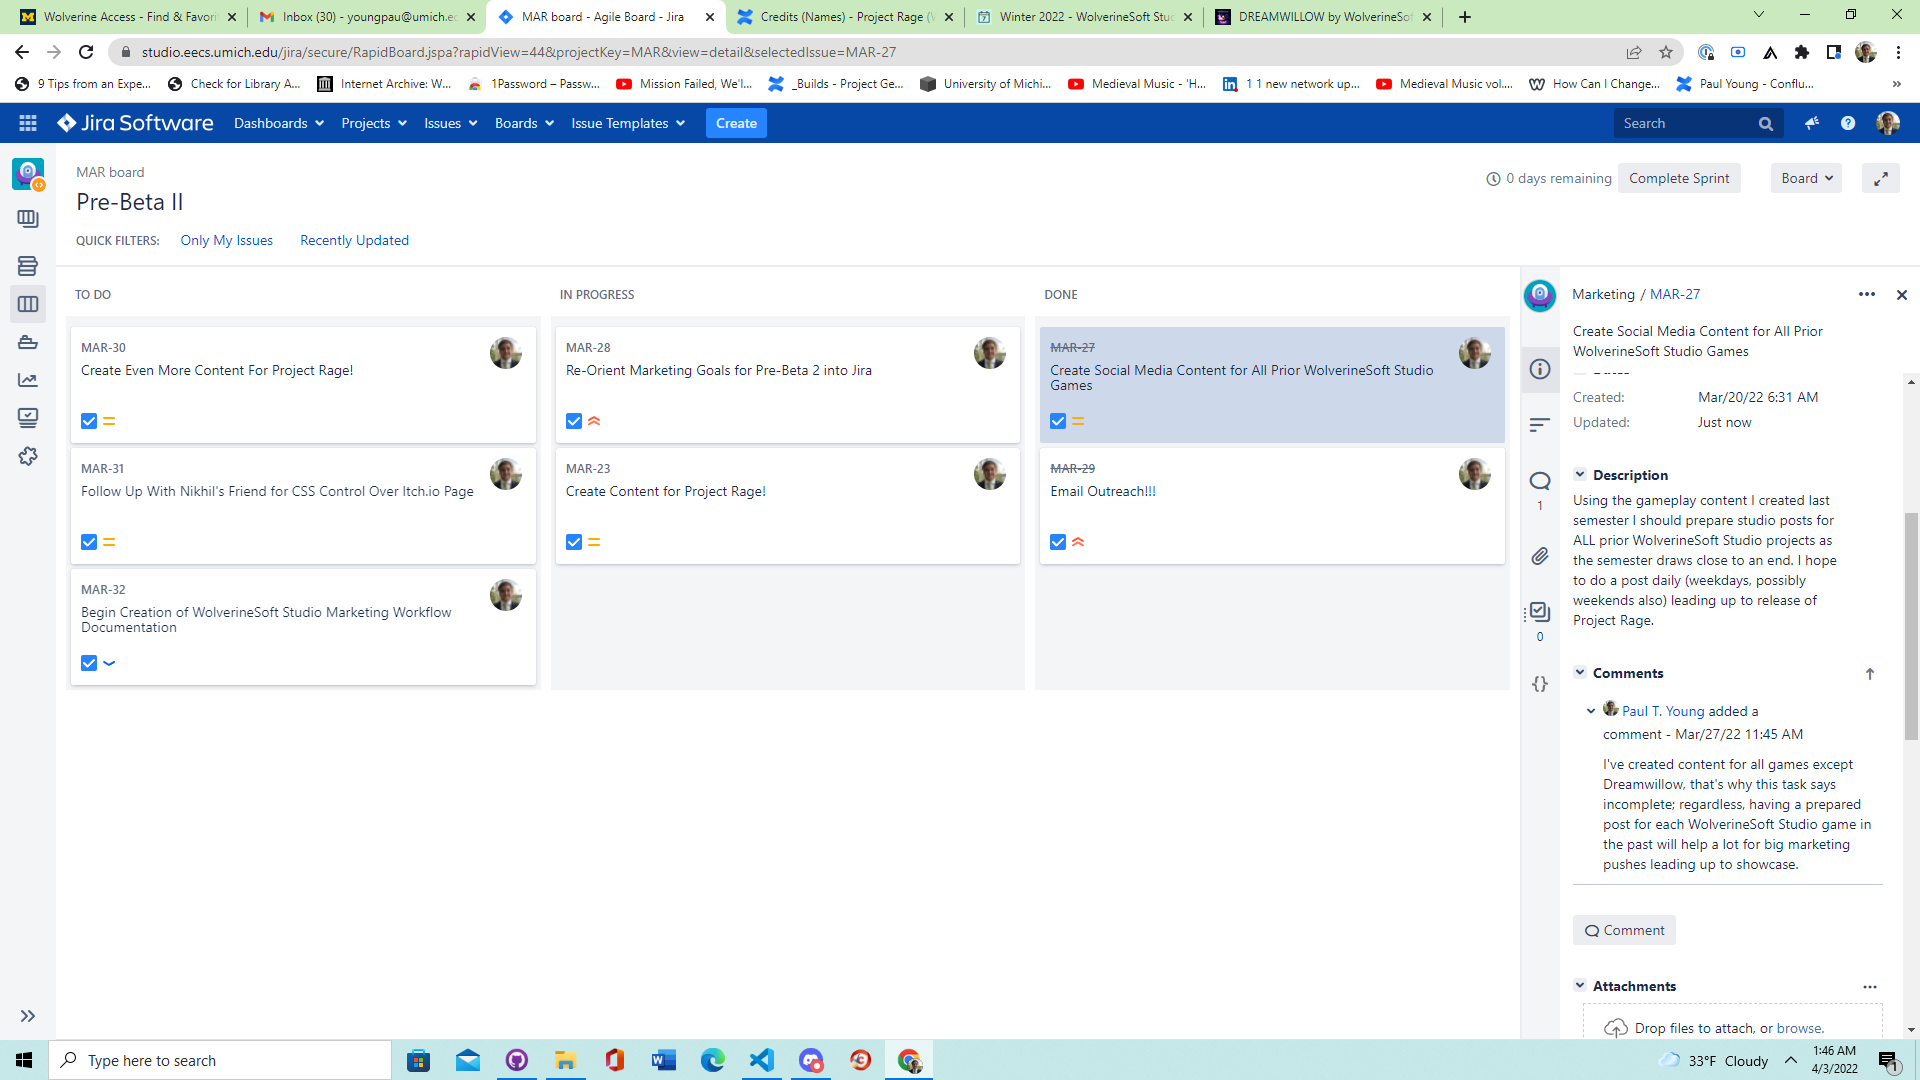 Wolverine Access - Find & Favori
Inbox (30) - youngpau@umich.ec
MAR board - Agile Board - Jira
Credits (Names) - Project Rage (W
Winter 2022 - WolverineSoft Stud
DREAMWILLOW by WolverineSof
studio.eecs.umich.edu/jira/secure/RapidBoard.jspa?rapidView=44&projectKey=MAR&view=detail&selectedIssue=MAR-27
9 Tips from an Expe...
Check for Library A...
Internet Archive: W...
1Password – Passw...
Mission Failed, We'l...
_Builds - Project Ge...
University of Michi...
Medieval Music - 'H...
1 1 new network up...
Medieval Music vol....
How Can I Change...
Paul Young - Conflu...
»
Jira Software
Dashboards
Projects
Issues
Boards
Issue Templates
Create
Search
MAR board
0 days remaining
Complete Sprint
Board
Pre-Beta II
QUICK FILTERS:
Only My Issues
Recently Updated
TO DO
IN PROGRESS
DONE
MAR-30
Create Even More Content For Project Rage!
MAR-31
Follow Up With Nikhil's Friend for CSS Control Over Itch.io Page
MAR-32
Begin Creation of WolverineSoft Studio Marketing Workflow
Documentation
MAR-28
Re-Orient Marketing Goals for Pre-Beta 2 into Jira
MAR-23
Create Content for Project Rage!
MAR-27
Create Social Media Content for All Prior WolverineSoft Studio
Games
MAR-29
Email Outreach!!!
1
0
Marketing / MAR-27
Create Social Media Content for All Prior
WolverineSoft Studio Games
Created: Mar/20/22 6:31 AM
Updated: Just now
Description
Using the gameplay content I created last
semester I should prepare studio posts for
ALL prior WolverineSoft Studio projects as
the semester draws close to an end. I hope
to do a post daily (weekdays, possibly
weekends also) leading up to release of
Project Rage.
Comments
Paul T. Young added a
comment - Mar/27/22 11:45 AM
I've created content for all games except
Dreamwillow, that's why this task says
incomplete; regardless, having a prepared
post for each WolverineSoft Studio game in
the past will help a lot for big marketing
pushes leading up to showcase.
Comment
Attachments
Drop files to attach, or browse.
Type here to search
33°F Cloudy
1:46 AM
4/3/2022
1